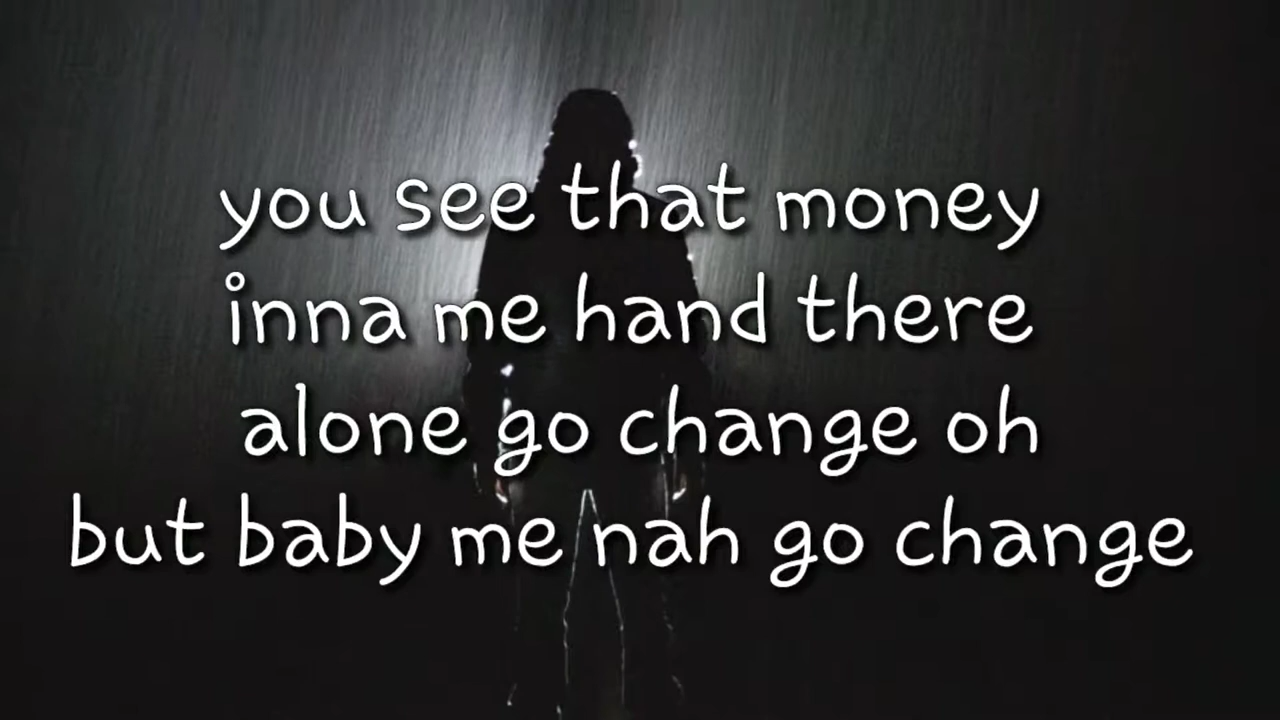 you see that money
inna me hand there
alone go change oh
but baby me nah go change